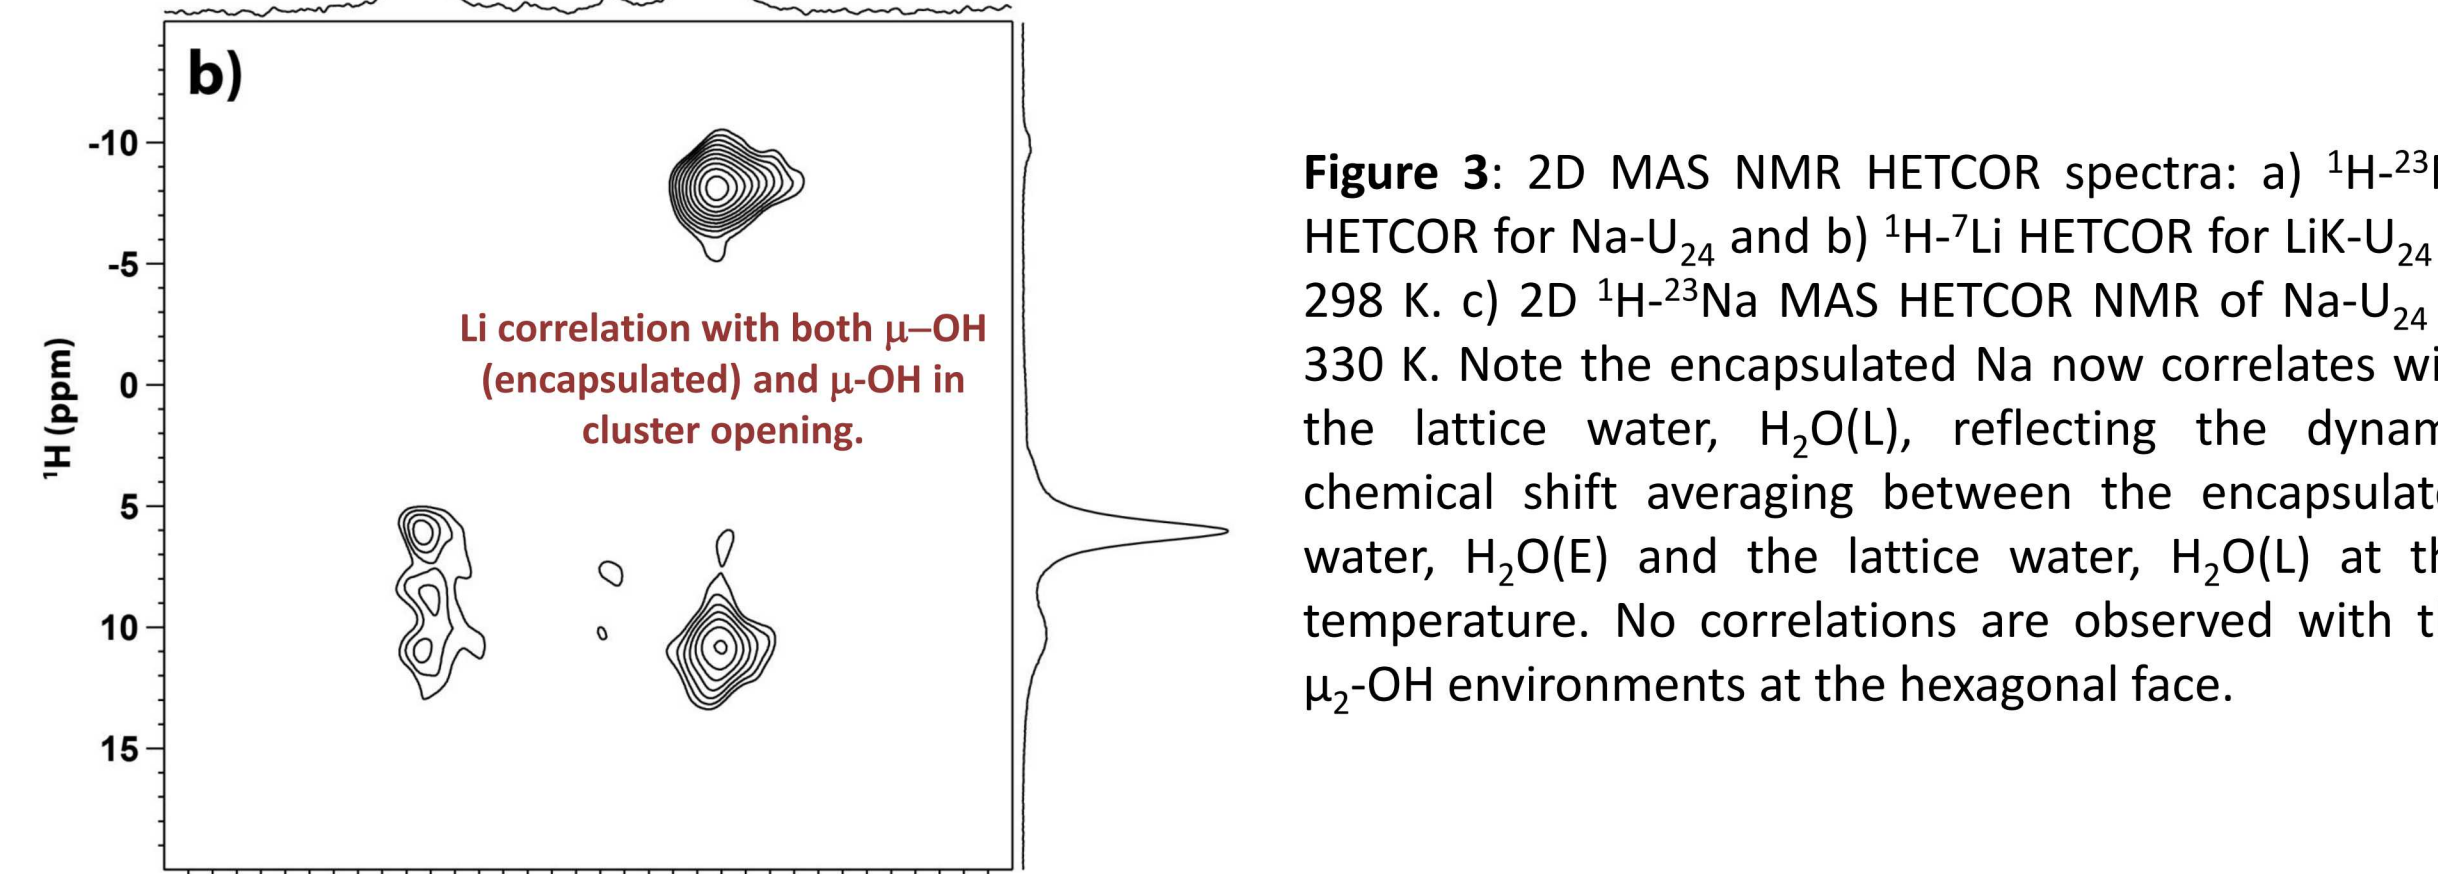 b)
-10
-5
0
5
10
15
¹H (ppm)
Li correlation with both μ–OH
(encapsulated) and μ-OH in
cluster opening.
Figure 3: 2D MAS NMR HETCOR spectra: a) ¹H-²³
HETCOR for Na-U₂₄ and b) ¹H-⁷Li HETCOR for LiK-U₂₄
298 K. c) 2D ¹H-²³Na MAS HETCOR NMR of Na-U₂₄
330 K. Note the encapsulated Na now correlates wi
the lattice water, H₂O(L), reflecting the dynam
chemical shift averaging between the encapsulat
water, H₂O(E) and the lattice water, H₂O(L) at th
temperature. No correlations are observed with t
μ₂-OH environments at the hexagonal face.